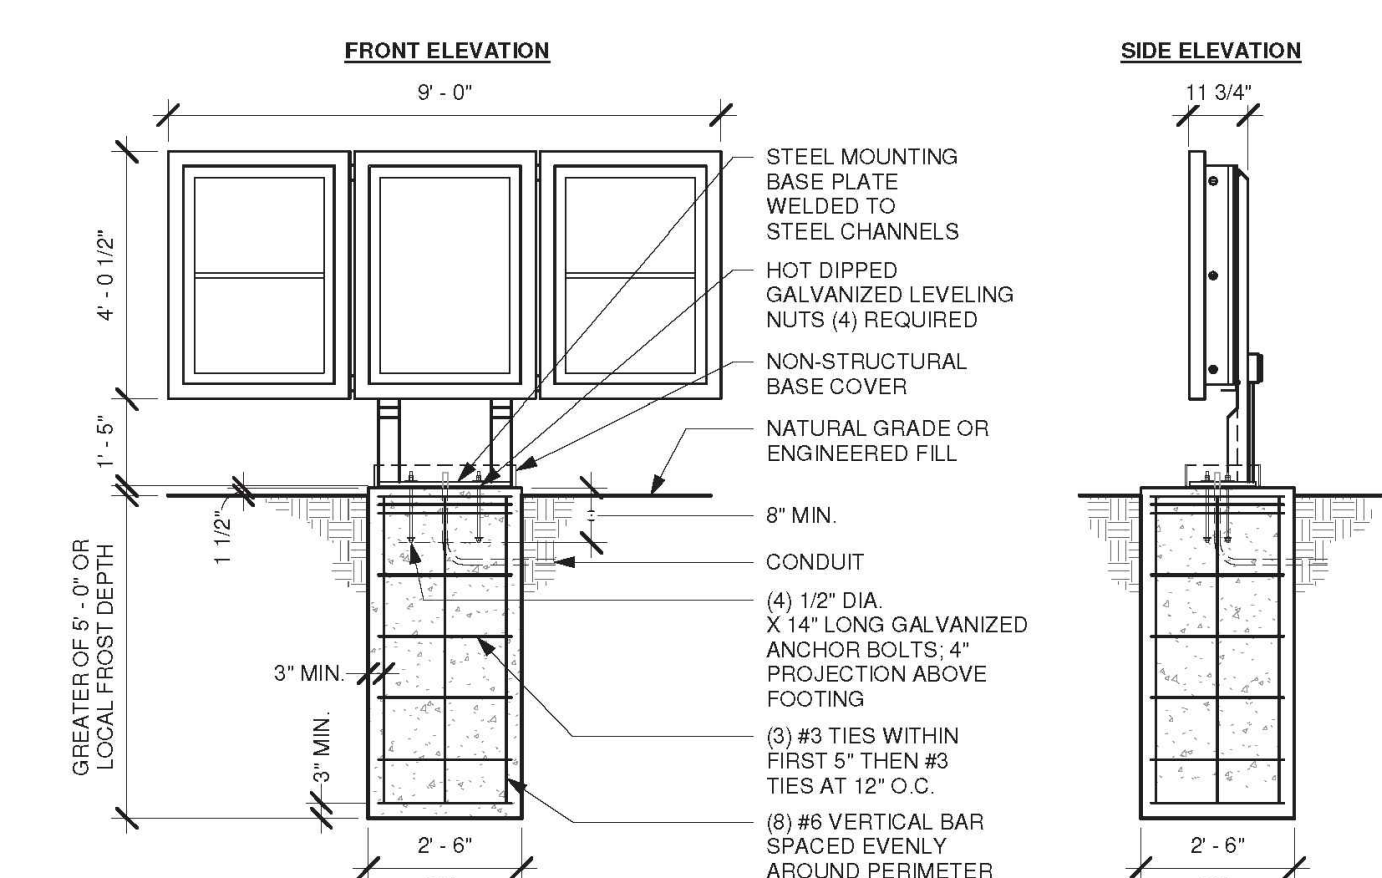 FRONT ELEVATION
SIDE ELEVATION
9' - 0"
11 3/4"
4' - 0 1/2"
1' - 5"
1 1/2"
GREATER OF 5' - 0" OR
LOCAL FROST DEPTH
3" MIN.
3" MIN.
2' - 6"
STEEL MOUNTING
BASE PLATE
WELDED TO
STEEL CHANNELS
HOT DIPPED
GALVANIZED LEVELING
NUTS (4) REQUIRED
NON-STRUCTURAL
BASE COVER
NATURAL GRADE OR
ENGINEERED FILL
8" MIN.
CONDUIT
(4) 1/2" DIA.
X 14" LONG GALVANIZED
ANCHOR BOLTS; 4"
PROJECTION ABOVE
FOOTING
(3) #3 TIES WITHIN
FIRST 5" THEN #3
TIES AT 12" O.C.
(8) #6 VERTICAL BAR
SPACED EVENLY
AROUND PERIMETER
2' - 6"